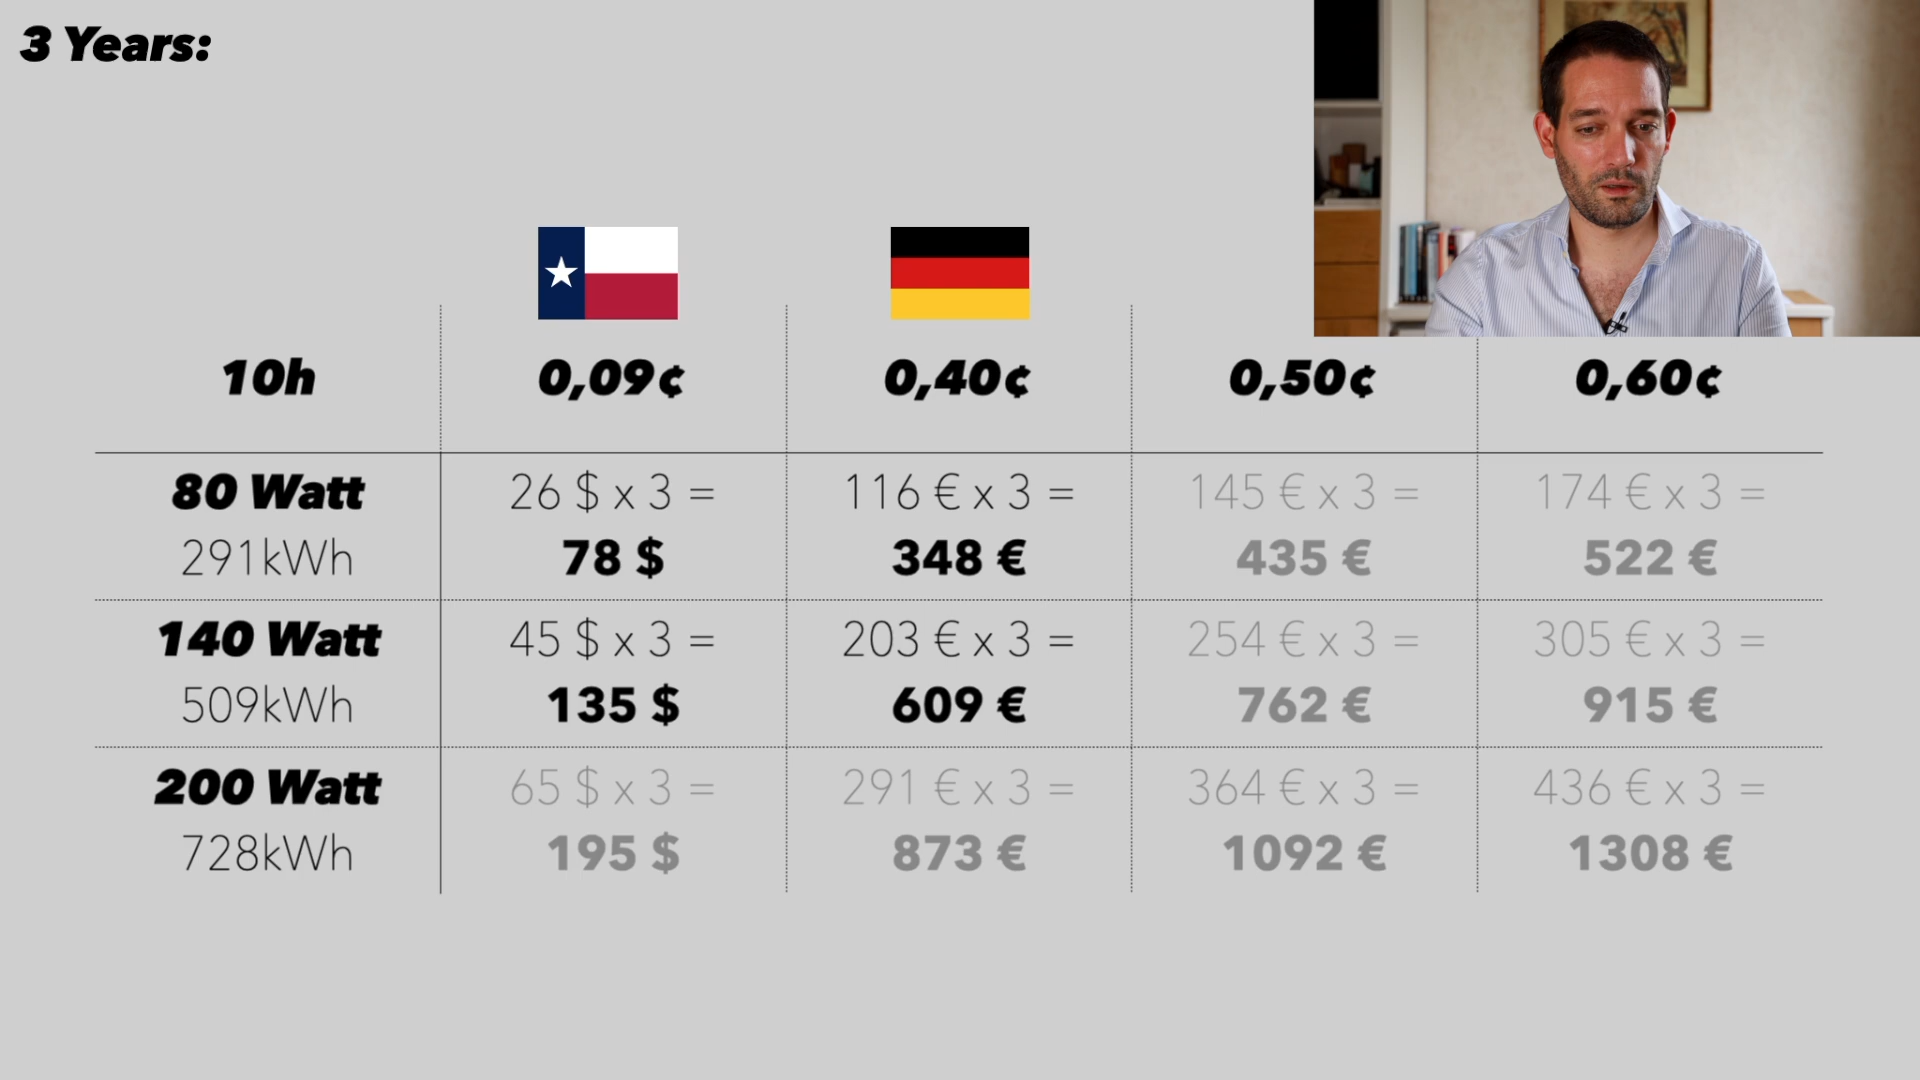 3 Years:
10h 0,09¢ 0,40¢ 0,50¢ 0,60¢
80 Watt 26 $ x 3 = 116 € x 3 = 145 € x 3 = 174 € x 3 =
291kWh 78 $ 348 € 435 € 522 €
140 Watt 45 $ x 3 = 203 € x 3 = 254 € x 3 = 305 € x 3 =
509kWh 135 $ 609 € 762 € 915 €
200 Watt 65 $ x 3 = 291 € x 3 = 364 € x 3 = 436 € x 3 =
728kWh 195 $ 873 € 1092 € 1308 €